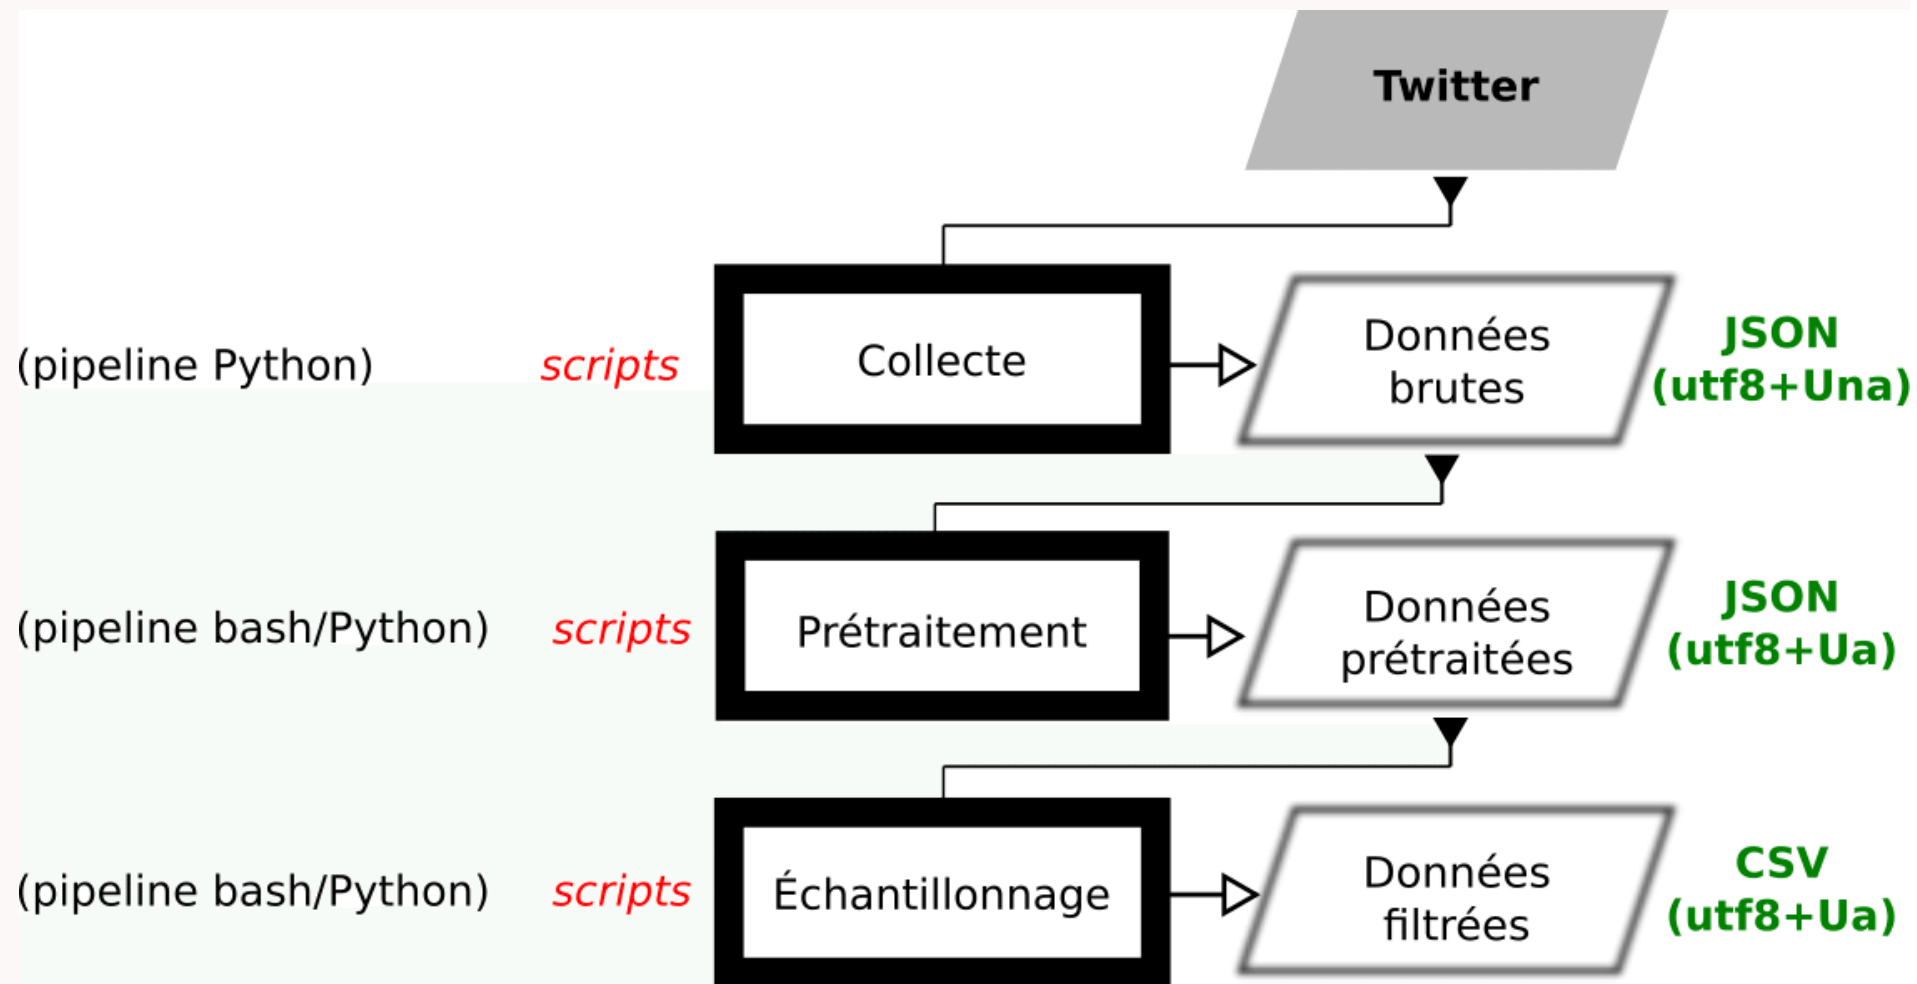 Twitter
(pipeline Python)
scripts
Collecte
Données
brutes
JSON
(utf8+Una)
(pipeline bash/Python)
scripts
Prétraitement
Données
prétraitées
JSON
(utf8+Ua)
(pipeline bash/Python)
scripts
Échantillonnage
Données
filtrées
CSV
(utf8+Ua)